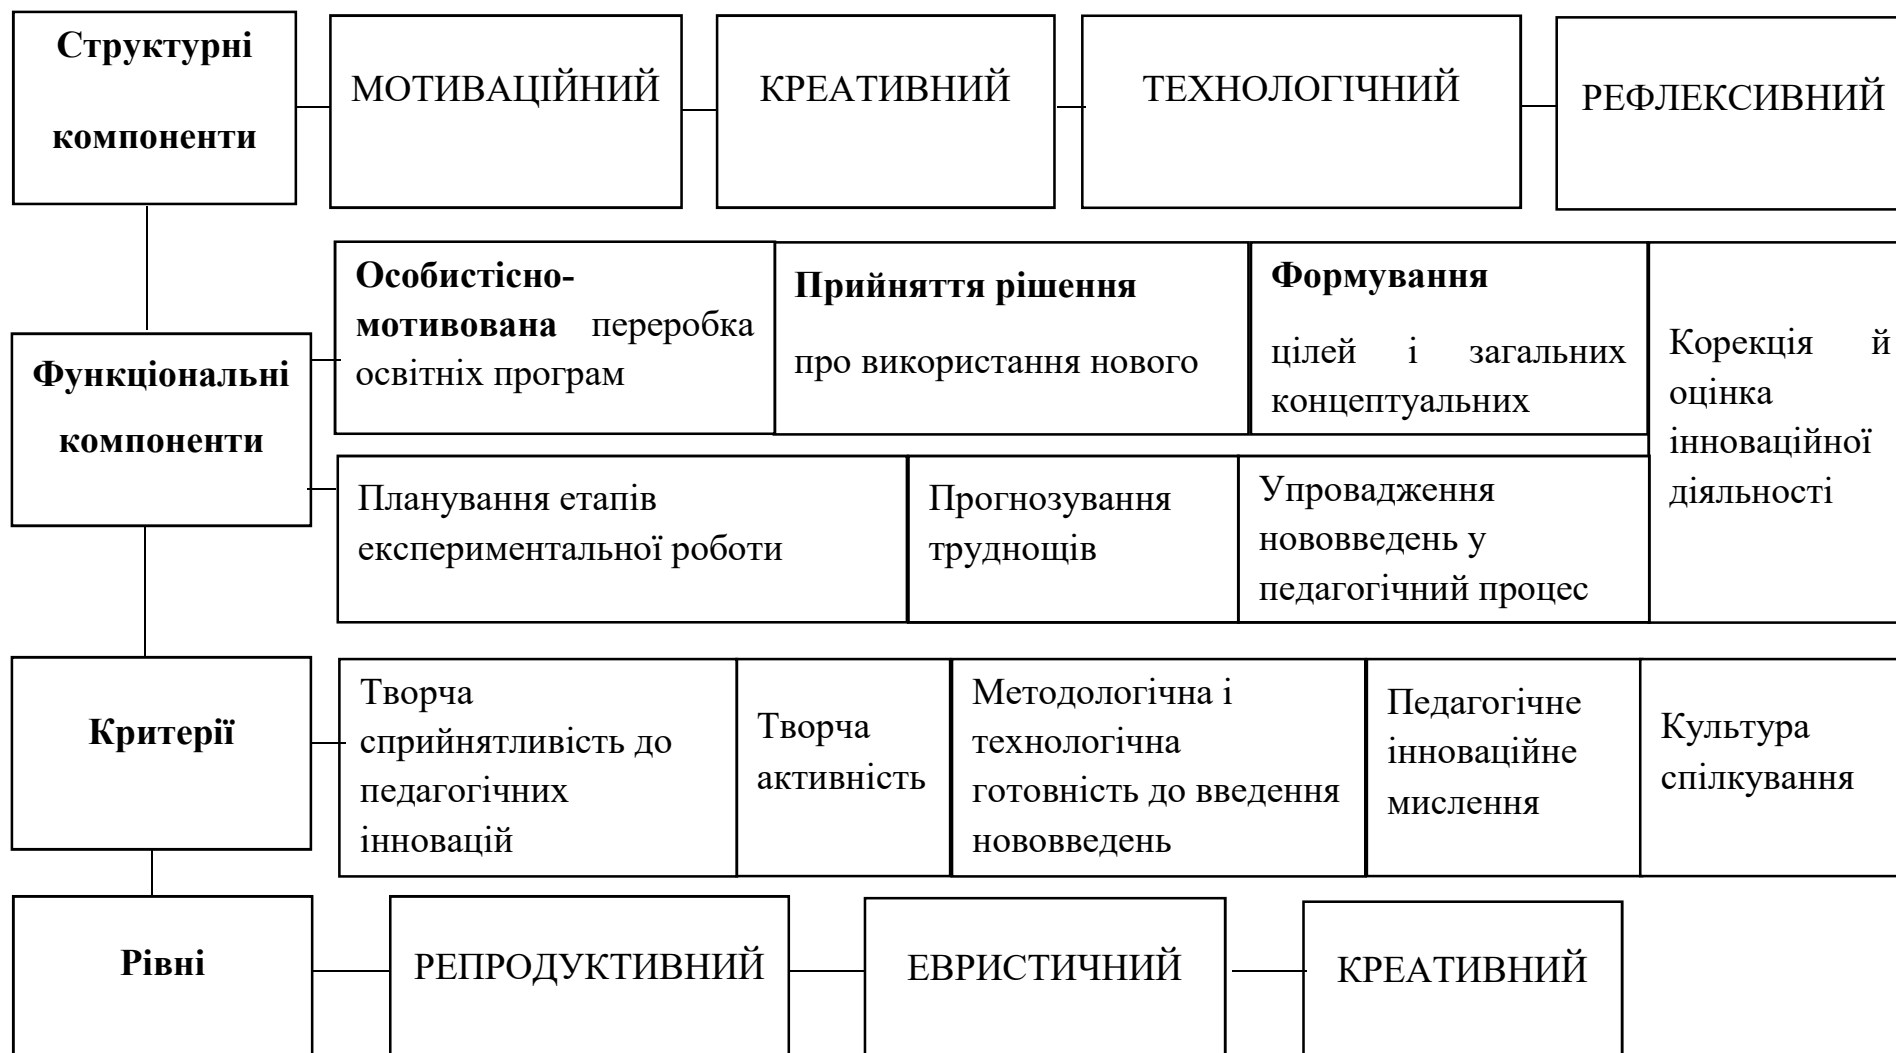 Структурні
компоненти
МОТИВАЦІЙНИЙ
КРЕАТИВНИЙ
ТЕХНОЛОГІЧНИЙ
РЕФЛЕКСИВНИЙ
Функціональні
компоненти
Особистісно-
мотивована переробка
освітніх програм
Прийняття рішення
про використання нового
Формування
цілей і загальних
концептуальних
Корекція й
оцінка
інноваційної
діяльності
Планування етапів
експериментальної роботи
Прогнозування
труднощів
Упровадження
нововведень у
педагогічний процес
Критерії
Творча
сприйнятливість до
педагогічних
інновацій
Творча
активність
Методологічна і
технологічна
готовність до введення
нововведень
Педагогічне
інноваційне
мислення
Культура
спілкування
Рівні
РЕПРОДУКТИВНИЙ
ЕВРИСТИЧНИЙ
КРЕАТИВНИЙ